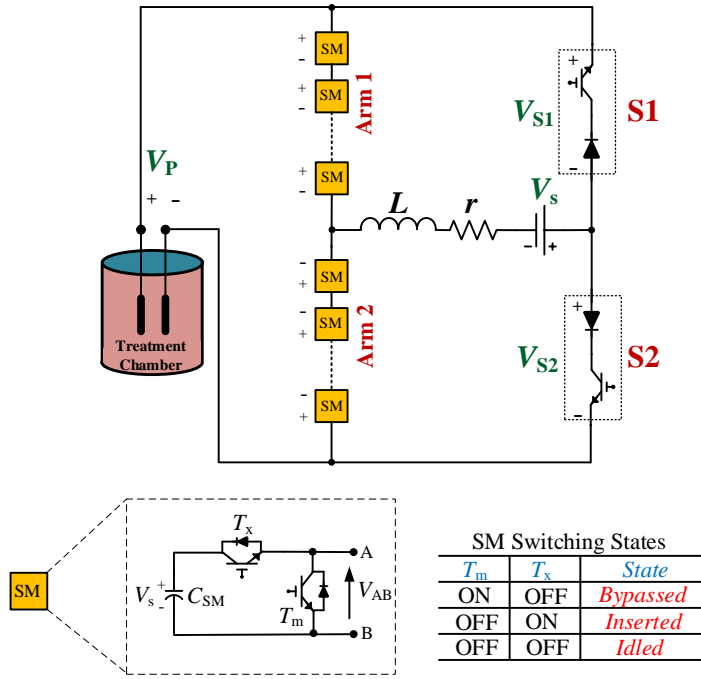 +
-
SM
+
-
SM
Arm 1
+
-
SM
+
-
V_S1
S1
V_P
+ -
L
r
V_s
- +
Treatment
Chamber
-
+
SM
-
+
SM
Arm 2
-
+
SM
+
-
V_S2
S2
SM
T_x
A
V_s
+
-
C_SM
T_m
V_AB
B
SM Switching States
T_m T_x State
ON OFF Bypassed
OFF ON Inserted
OFF OFF Idled